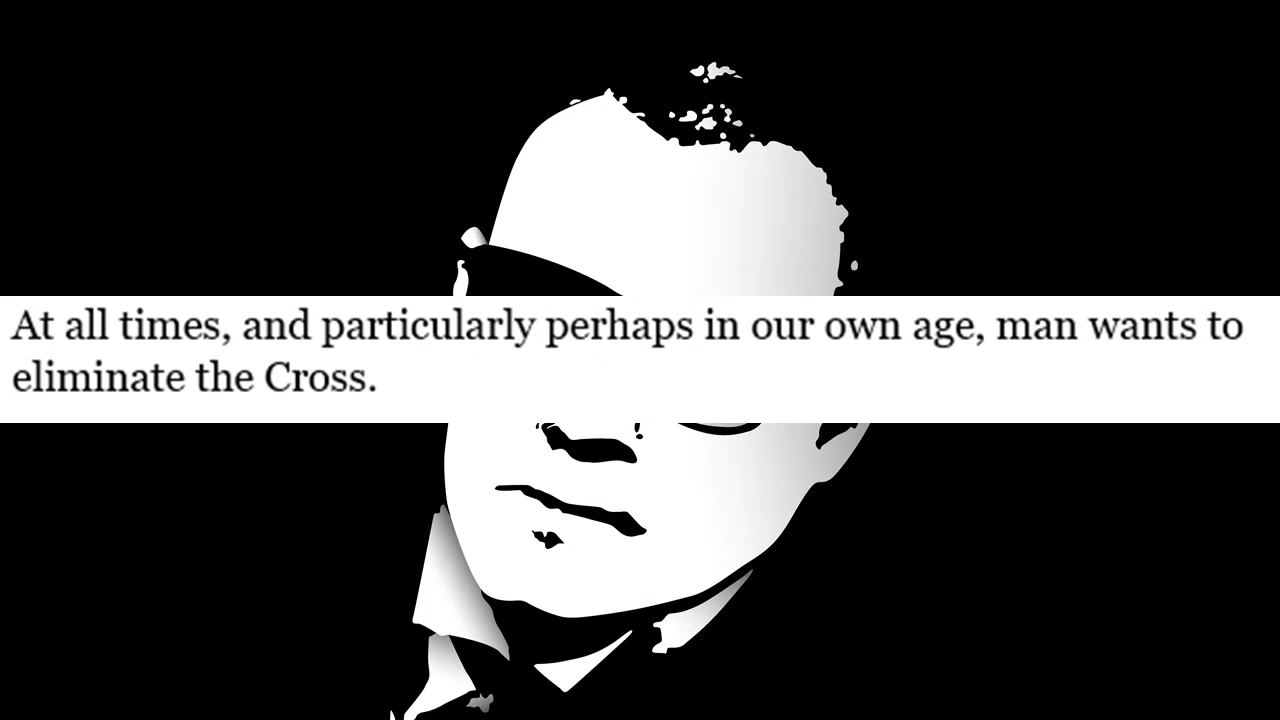 At all times, and particularly perhaps in our own age, man wants to
eliminate the Cross.